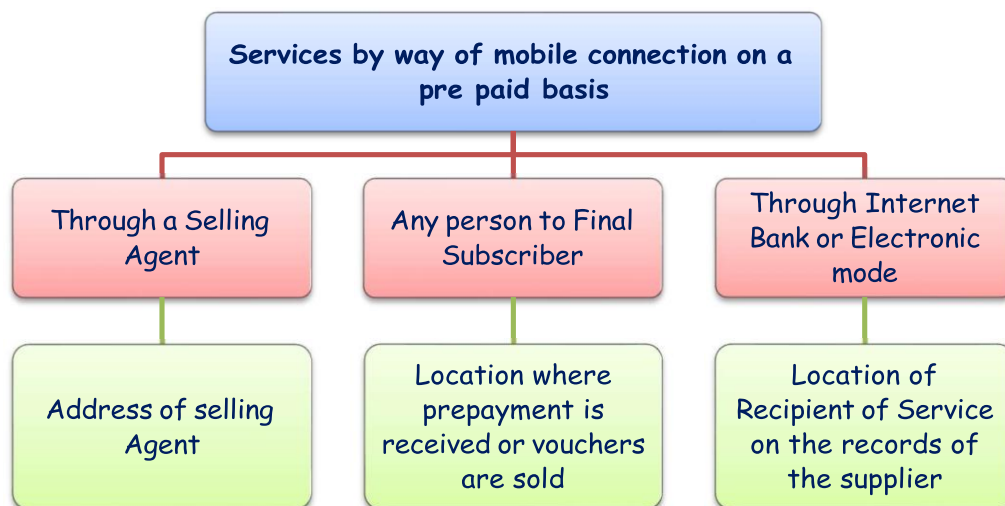 Services by way of mobile connection on a
pre paid basis
Through a Selling
Agent
Any person to Final
Subscriber
Through Internet
Bank or Electronic
mode
Address of selling
Agent
Location where
prepayment is
received or vouchers
are sold
Location of
Recipient of Service
on the records of
the supplier